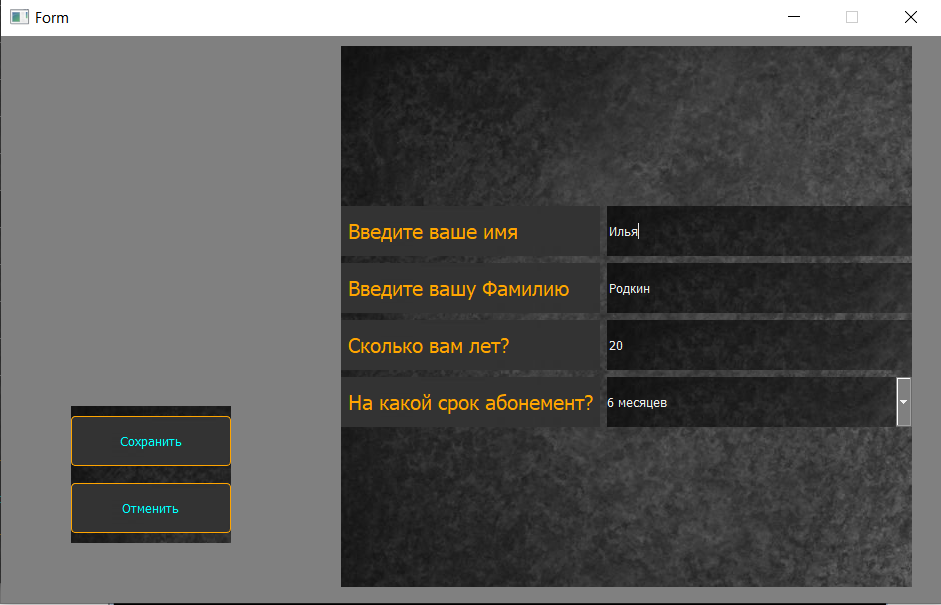 Form
Введите ваше имя
Илья
Введите вашу Фамилию
Родкин
Сколько вам лет?
20
На какой срок абонемент?
6 месяцев
Сохранить
Отменить